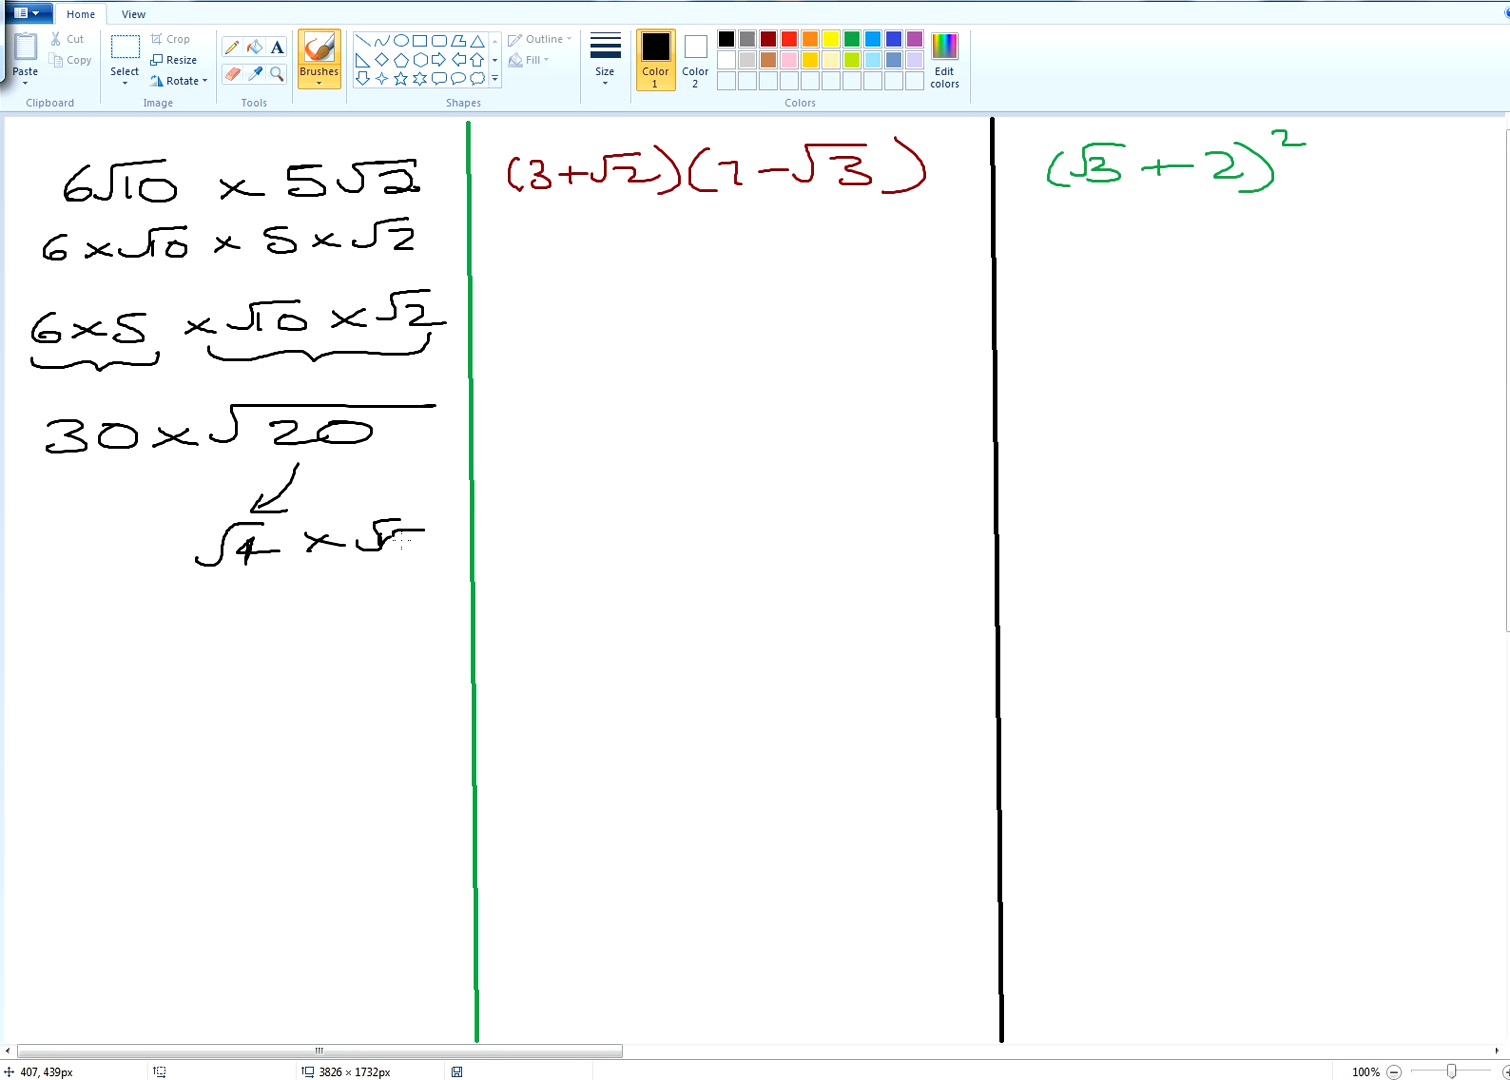 Home View
Paste
Cut
Copy
Clipboard
Select
Crop
Resize
Rotate
Image
A
Tools
Brushes
Outline
Fill
Shapes
Size
Color 1
Color 2
Edit colors
Colors
6√10 × 5√2
6 × √10 × 5 × √2
6 × 5 × √10 × √2
30 × √20
√4 × √
(3 + √2)(7 − √3)
(√3 + 2)²
407, 439px
3826 × 1732px
100%